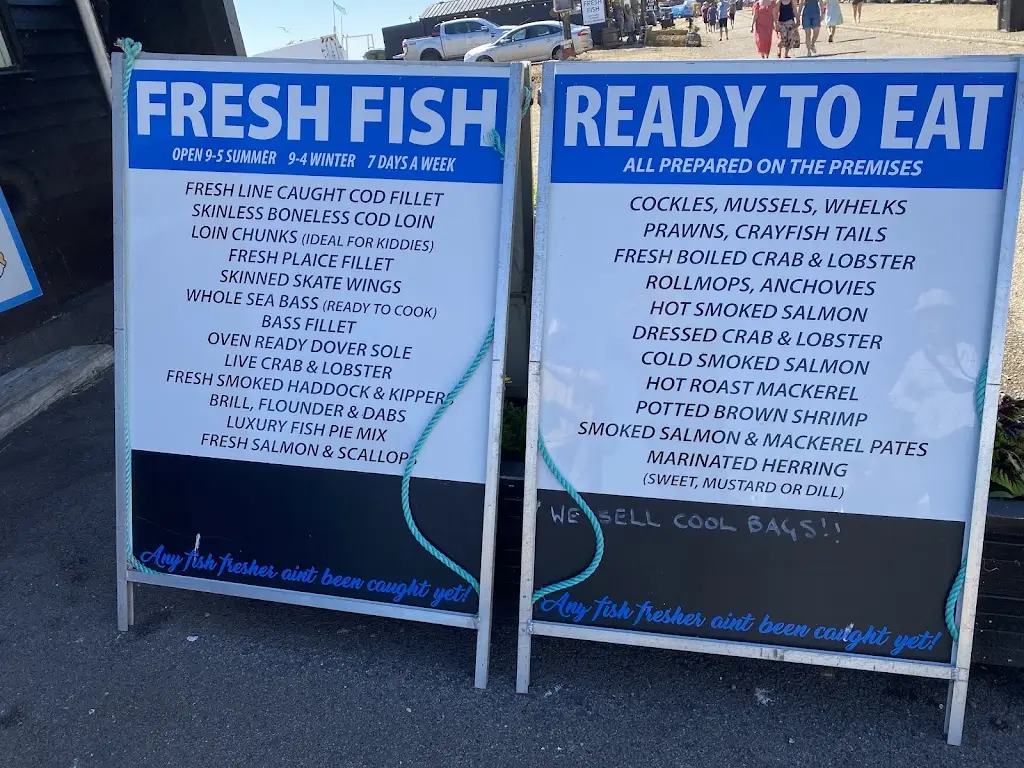 FRESH FISH
OPEN 9-5 SUMMER 9-4 WINTER 7 DAYS A WEEK
FRESH LINE CAUGHT COD FILLET
SKINLESS BONELESS COD LOIN
LOIN CHUNKS (IDEAL FOR KIDDIES)
FRESH PLAICE FILLET
SKINNED SKATE WINGS
WHOLE SEA BASS (READY TO COOK)
BASS FILLET
OVEN READY DOVER SOLE
LIVE CRAB & LOBSTER
FRESH SMOKED HADDOCK & KIPPER
BRILL, FLOUNDER & DABS
LUXURY FISH PIE MIX
FRESH SALMON & SCALLOP
Any fish fresher aint been caught yet!
READY TO EAT
ALL PREPARED ON THE PREMISES
COCKLES, MUSSELS, WHELKS
PRAWNS, CRAYFISH TAILS
FRESH BOILED CRAB & LOBSTER
ROLLMOPS, ANCHOVIES
HOT SMOKED SALMON
DRESSED CRAB & LOBSTER
COLD SMOKED SALMON
HOT ROAST MACKEREL
POTTED BROWN SHRIMP
SMOKED SALMON & MACKEREL PATES
MARINATED HERRING
(SWEET, MUSTARD OR DILL)
WE SELL COOL BAGS!!
Any fish fresher aint been caught yet!
FRESH
FISH